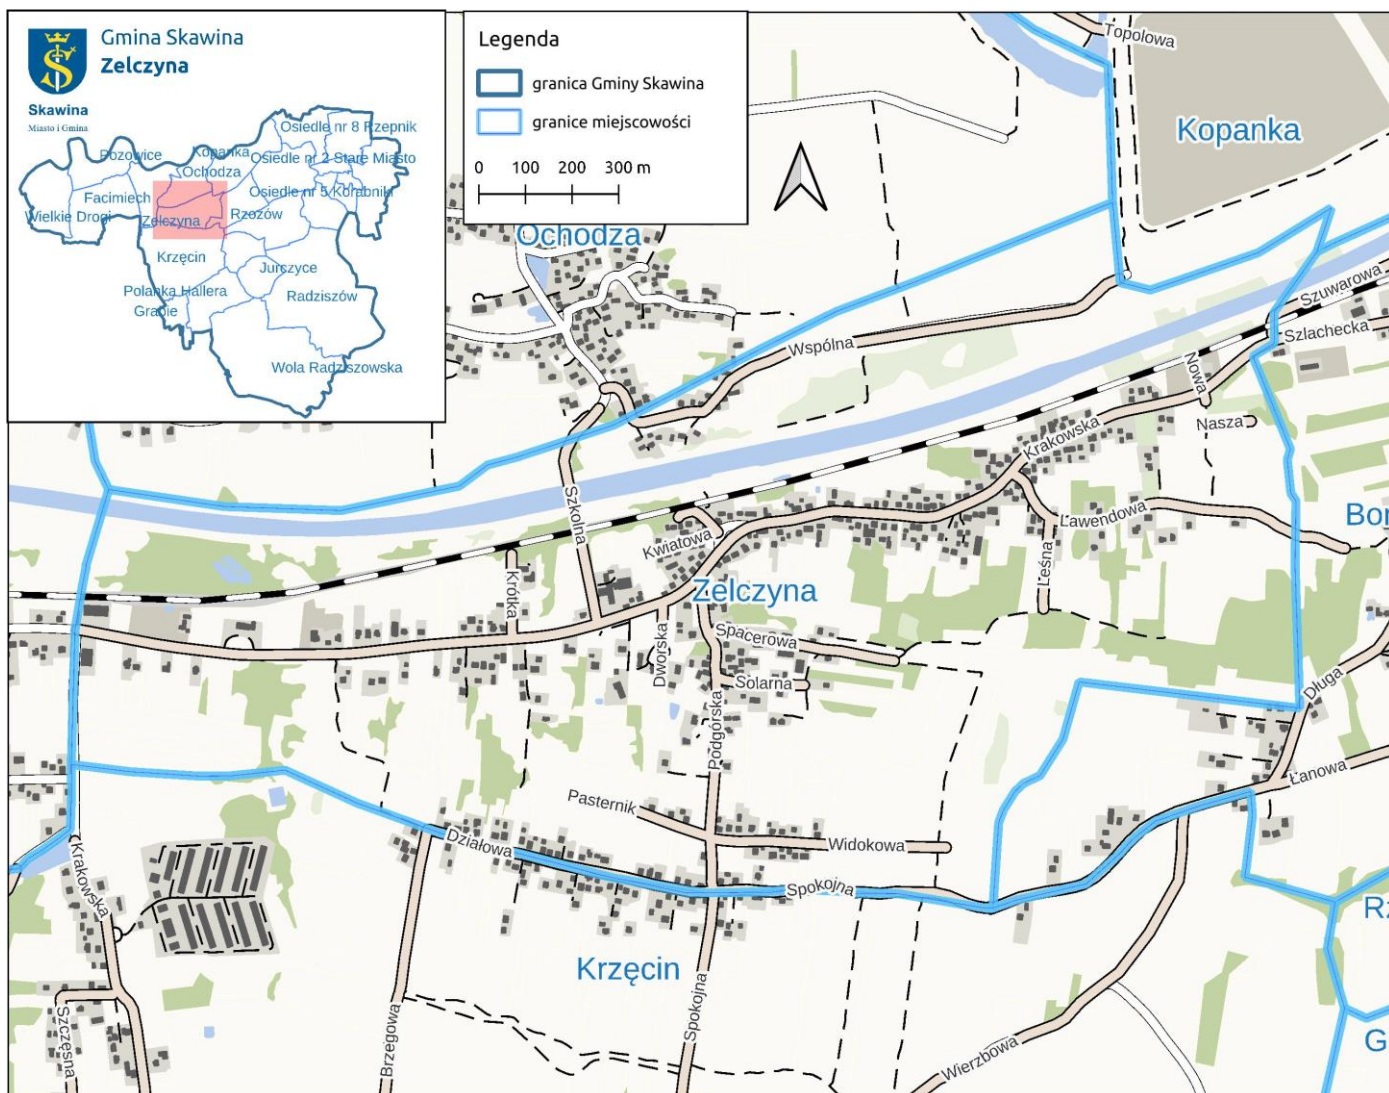 Gmina Skawina
Zelczyna
Skawina
Miasto i Gmina
Osiedle nr 8 Rzepnik
Pozowice
Kopanka
Osiedle nr 2 Stare Miasto
Ochodza
Facimiech
Osiedle nr 5 Korabniki
Wielkie Drogi
Zelczyna
Rzozów
Krzęcin
Jurczyce
Polanka Hallera
Radziszów
Grabie
Wola Radziszowska
Legenda
granica Gminy Skawina
granice miejscowości
0 100 200 300 m
Topolowa
Kopanka
Ochodza
Szuwarowa
Szlachecka
Wspólna
Nowa
Nasza
Krakowska
Szkolna
Kwiatowa
Ławendowa
Bor
Leśna
Krótka
Zelczyna
Spacerowa
Dworska
Solarna
Długa
Podgórska
Łanowa
Pasternik
Działowa
Widokowa
Krakowska
Spokojna
Rz
Krzęcin
Szczęsna
Brzegowa
Spokojna
Wierzbowa
G